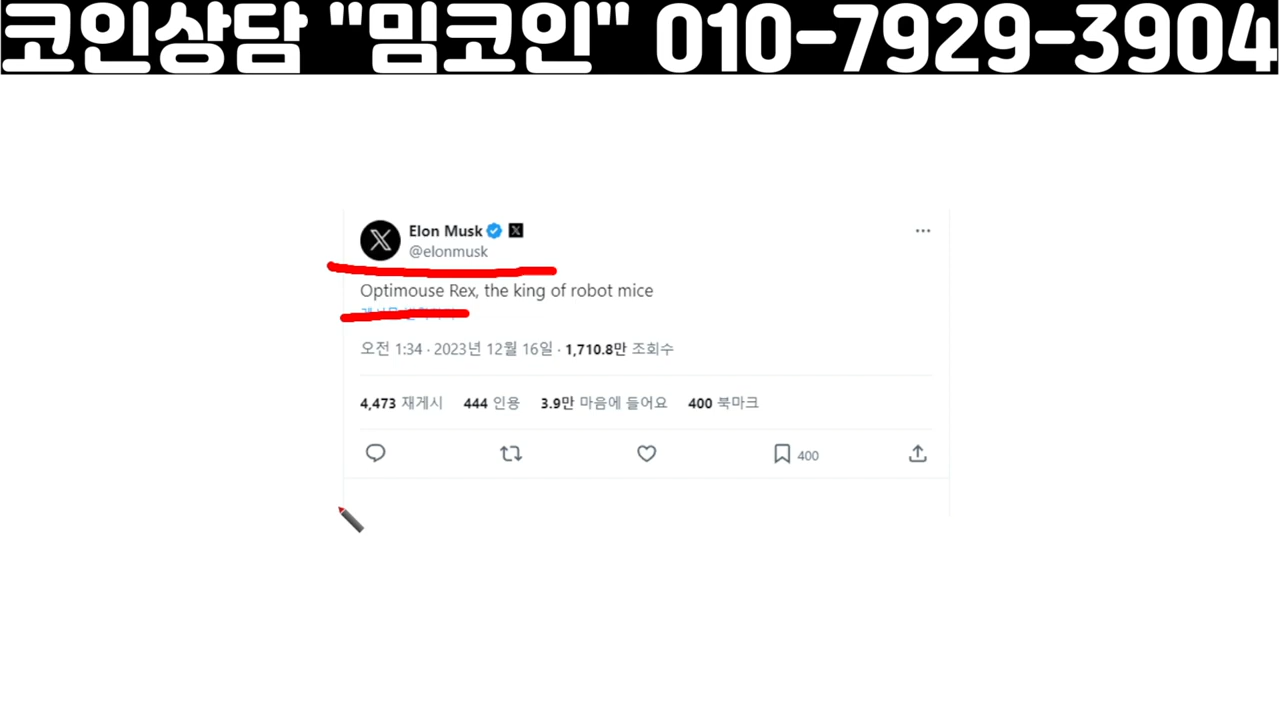 코인상담 "밈코인" 010-7929-3904
Elon Musk
@elonmusk
Optimouse Rex, the king of robot mice
오전 1:34 · 2023년 12월 16일 · 1,710.8만 조회수
4,473 재게시 444 인용 3.9만 마음에 들어요 400 북마크
400